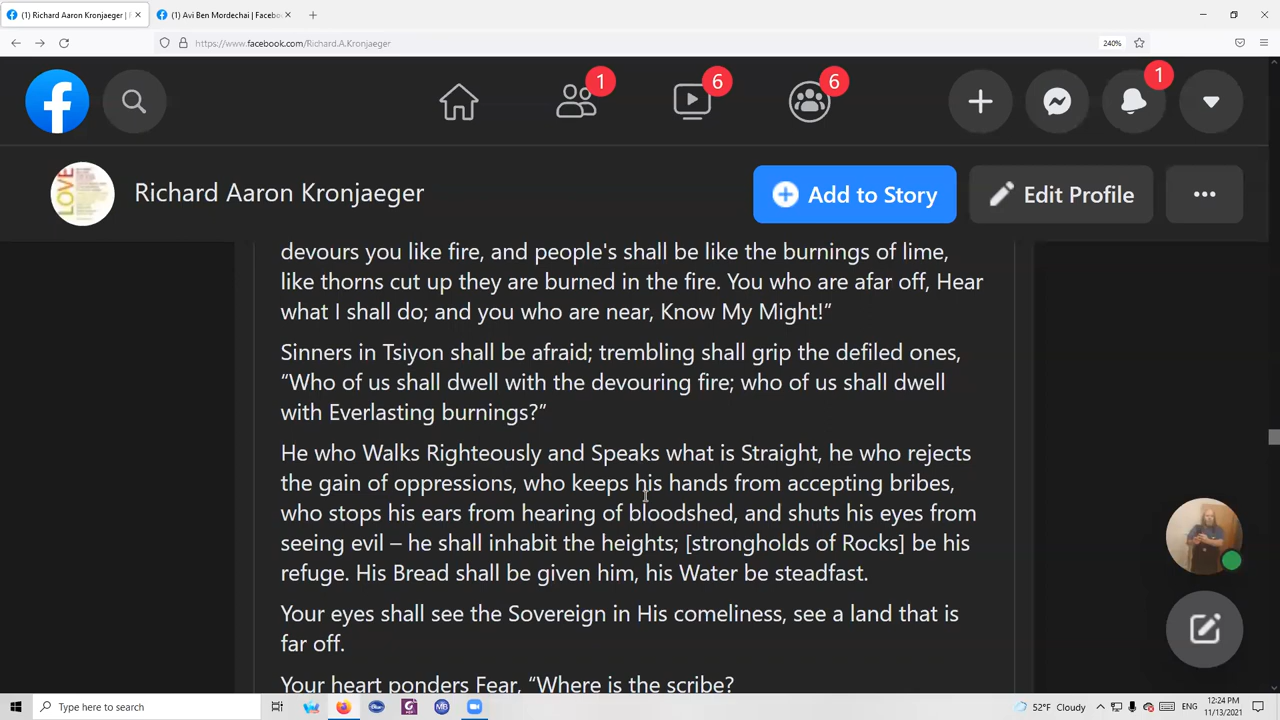 (1) Richard Aaron Kronjaeger | F
(1) Avi Ben Mordechai | Facebo
https://www.facebook.com/Richard.A.Kronjaeger
240%
1
6
6
1
LOVE
Richard Aaron Kronjaeger
Add to Story
Edit Profile
devours you like fire, and people's shall be like the burnings of lime,
like thorns cut up they are burned in the fire. You who are afar off, Hear
what I shall do; and you who are near, Know My Might!”
Sinners in Tsiyon shall be afraid; trembling shall grip the defiled ones,
“Who of us shall dwell with the devouring fire; who of us shall dwell
with Everlasting burnings?”
He who Walks Righteously and Speaks what is Straight, he who rejects
the gain of oppressions, who keeps his hands from accepting bribes,
who stops his ears from hearing of bloodshed, and shuts his eyes from
seeing evil – he shall inhabit the heights; [strongholds of Rocks] be his
refuge. His Bread shall be given him, his Water be steadfast.
Your eyes shall see the Sovereign in His comeliness, see a land that is
far off.
Your heart ponders Fear, “Where is the scribe?
Type here to search
MB
52°F Cloudy
ENG
12:24 PM
11/13/2021